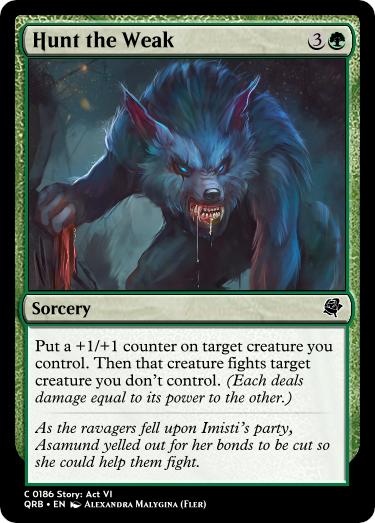 Hunt the Weak 3
Sorcery
Put a +1/+1 counter on target creature you
control. Then that creature fights target
creature you don't control. (Each deals
damage equal to its power to the other.)
As the ravagers fell upon Imisti's party,
Asamund yelled out for her bonds to be cut so
she could help them fight.
C 0186 Story: Act VI
QRB • EN Alexandra Malygina (Fler)